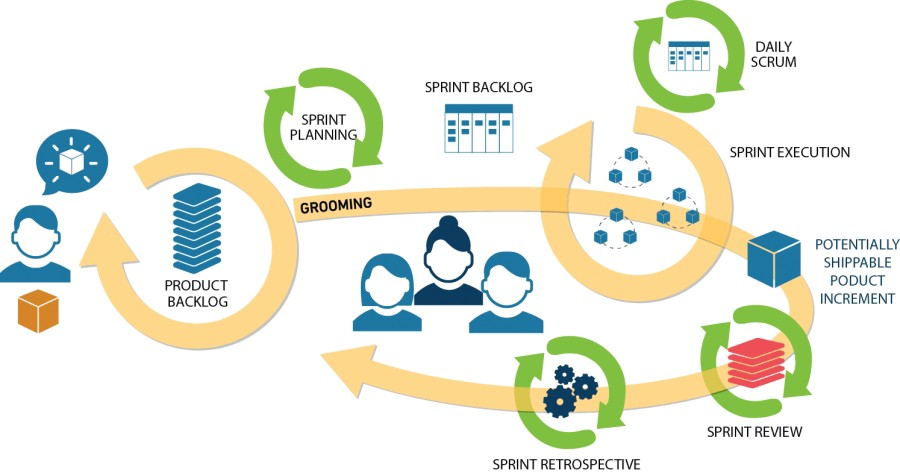 DAILY
SCRUM
SPRINT BACKLOG
SPRINT
PLANNING
SPRINT EXECUTION
GROOMING
PRODUCT
BACKLOG
POTENTIALLY
SHIPPABLE
PODUCT
INCREMENT
SPRINT REVIEW
SPRINT RETROSPECTIVE